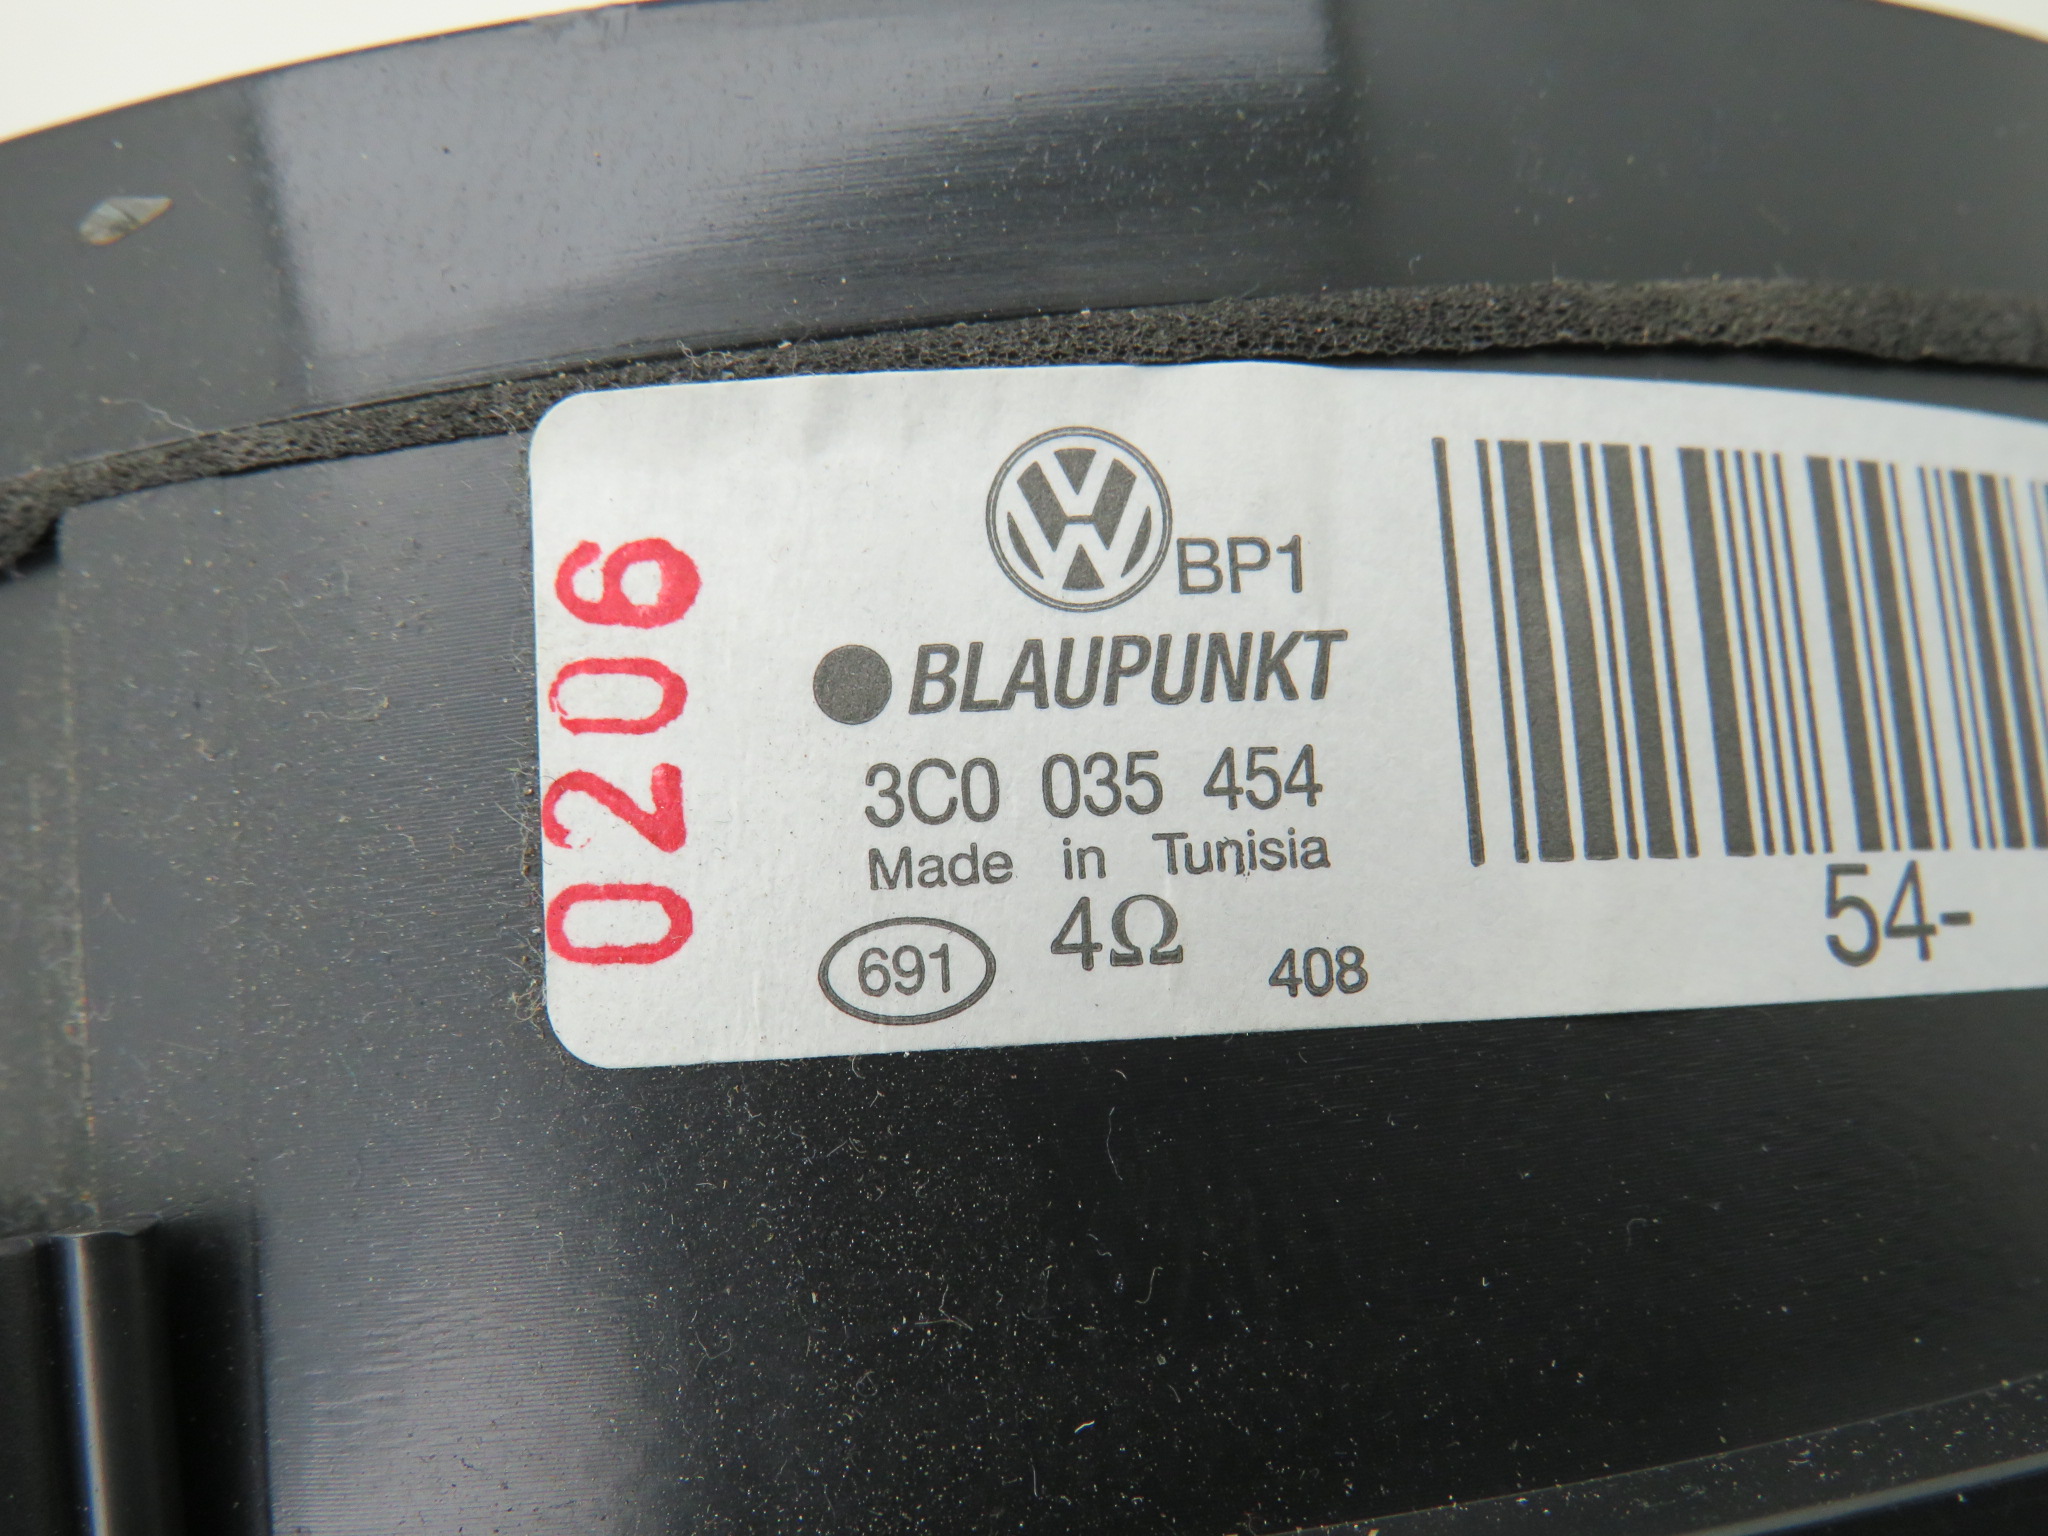 BP1
BLAUPUNKT
3C0 035 454
Made in Tunisia
691 4Ω 408
54-
0206